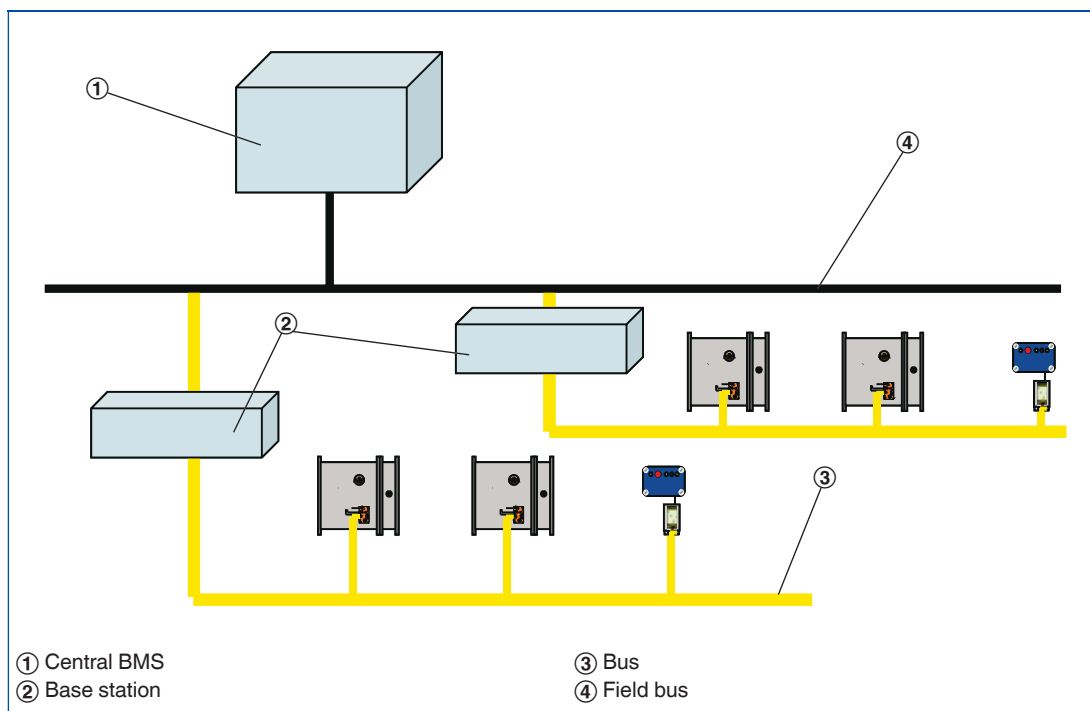 ①
④
②
③
① Central BMS
② Base station
③ Bus
④ Field bus